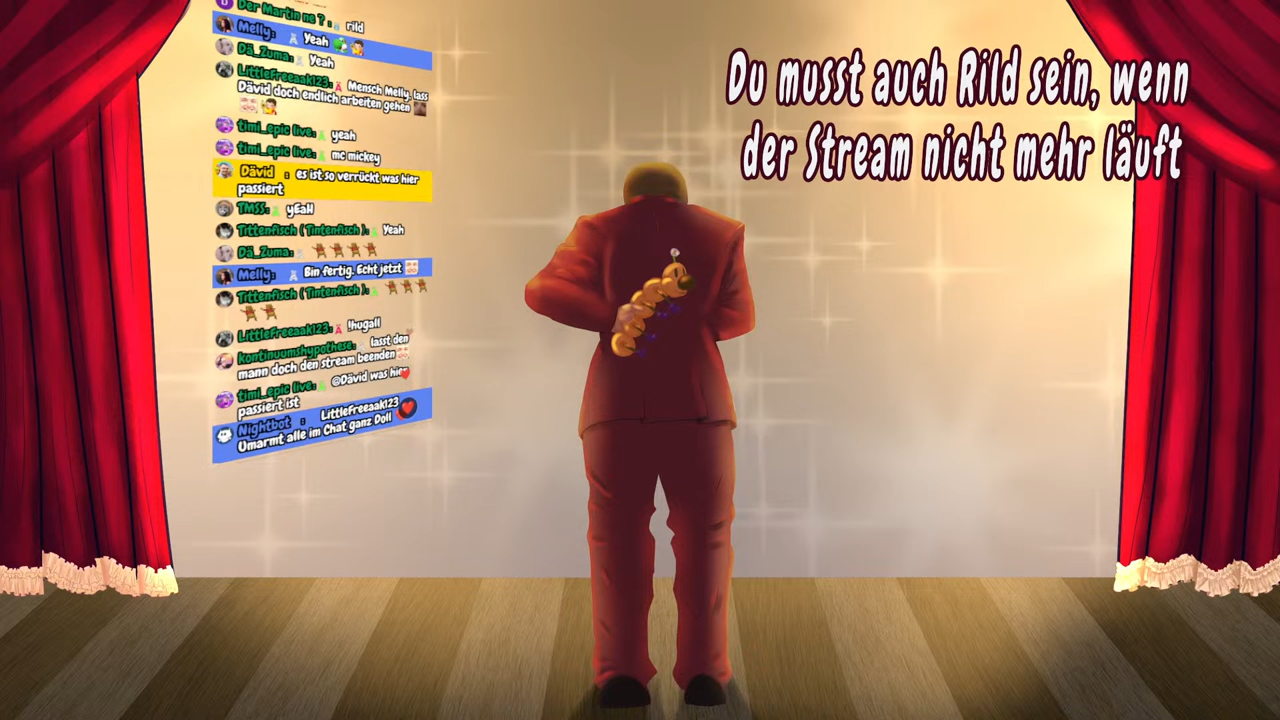 Der Martin ne ? : rild
Melly: Yeah
Dä_Zuma: Yeah
LittleFreeaak123: Mensch Melly, lass
Dävid doch endlich arbeiten gehen
timi_epic live: yeah
timi_epic live: mc mickey
Dävid : es ist so verrückt was hier
passiert
TMSS: yEaH
Tittenfisch ( Tintenfisch ): Yeah
Dä_Zuma:
Melly: Bin fertig. Echt jetzt
Tittenfisch ( Tintenfisch ):
LittleFreeaak123: !hugall
kontinuumshypothese: lasst den
mann doch den stream beenden
timi_epic live: @Dävid was hier
passiert ist
Nightbot : LittleFreeaak123
Umarmt alle im Chat ganz Doll
Du musst auch Rild sein, wenn
der Stream nicht mehr läuft